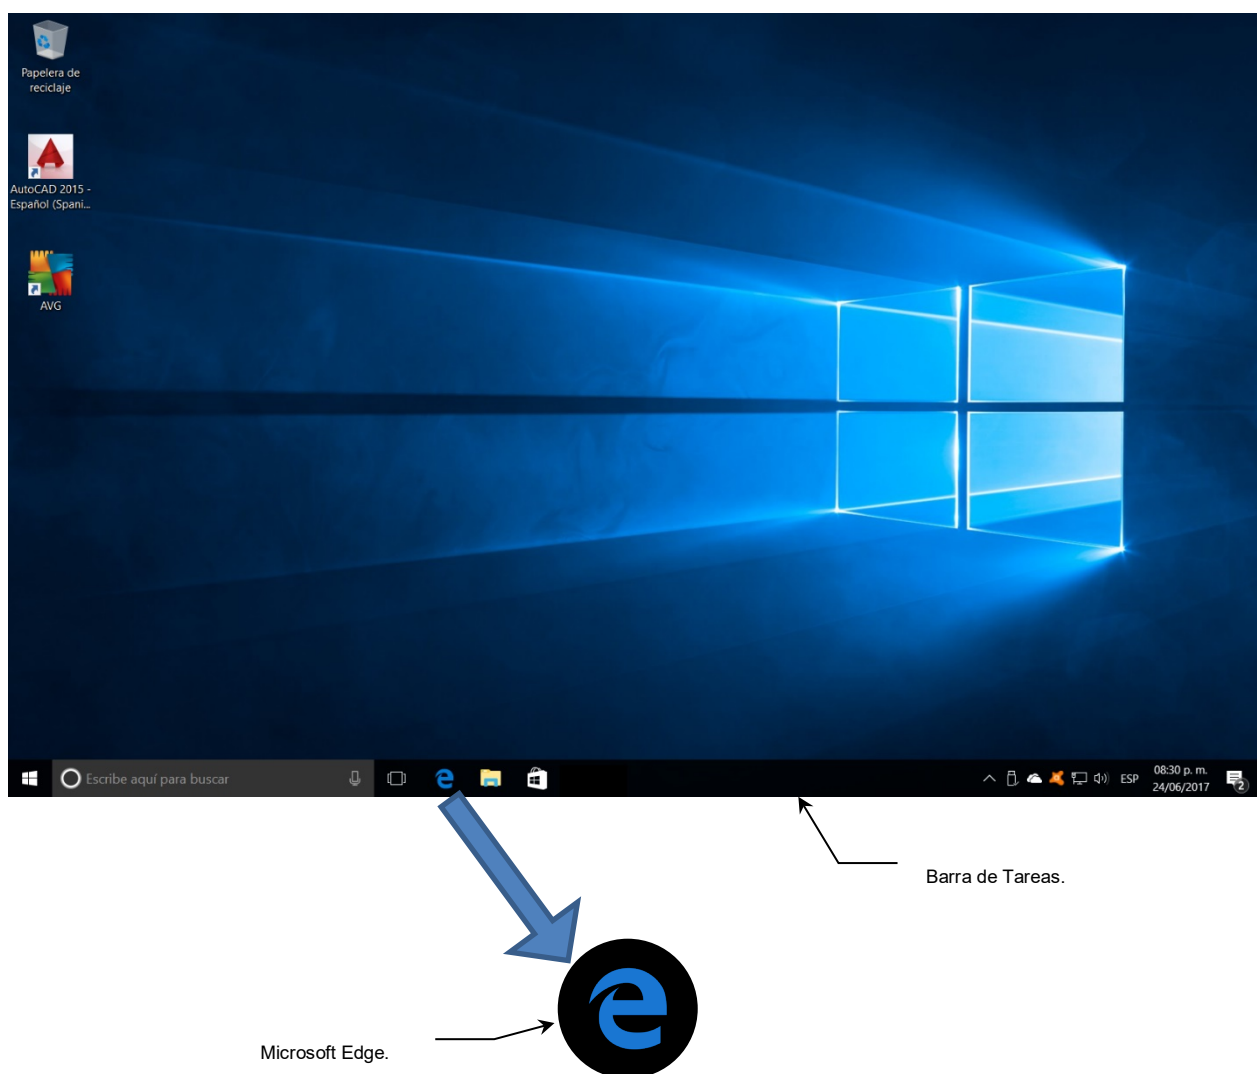 Papelera de
reciclaje
AutoCAD 2015 -
Español (Spani...
AVG
Escribe aquí para buscar
ESP
08:30 p. m.
24/06/2017
2
Barra de Tareas.
Microsoft Edge.